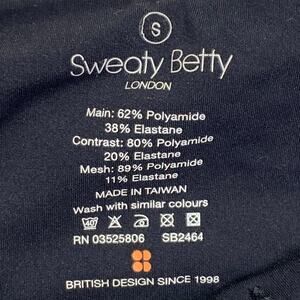 S
Sweaty Betty
LONDON
Main: 62% Polyamide
38% Elastane
Contrast: 80% Polyamide
20% Elastane
Mesh: 89% Polyamide
11% Elastane
MADE IN TAIWAN
Wash with similar colours
RN 03525806 SB2464
BRITISH DESIGN SINCE 1998